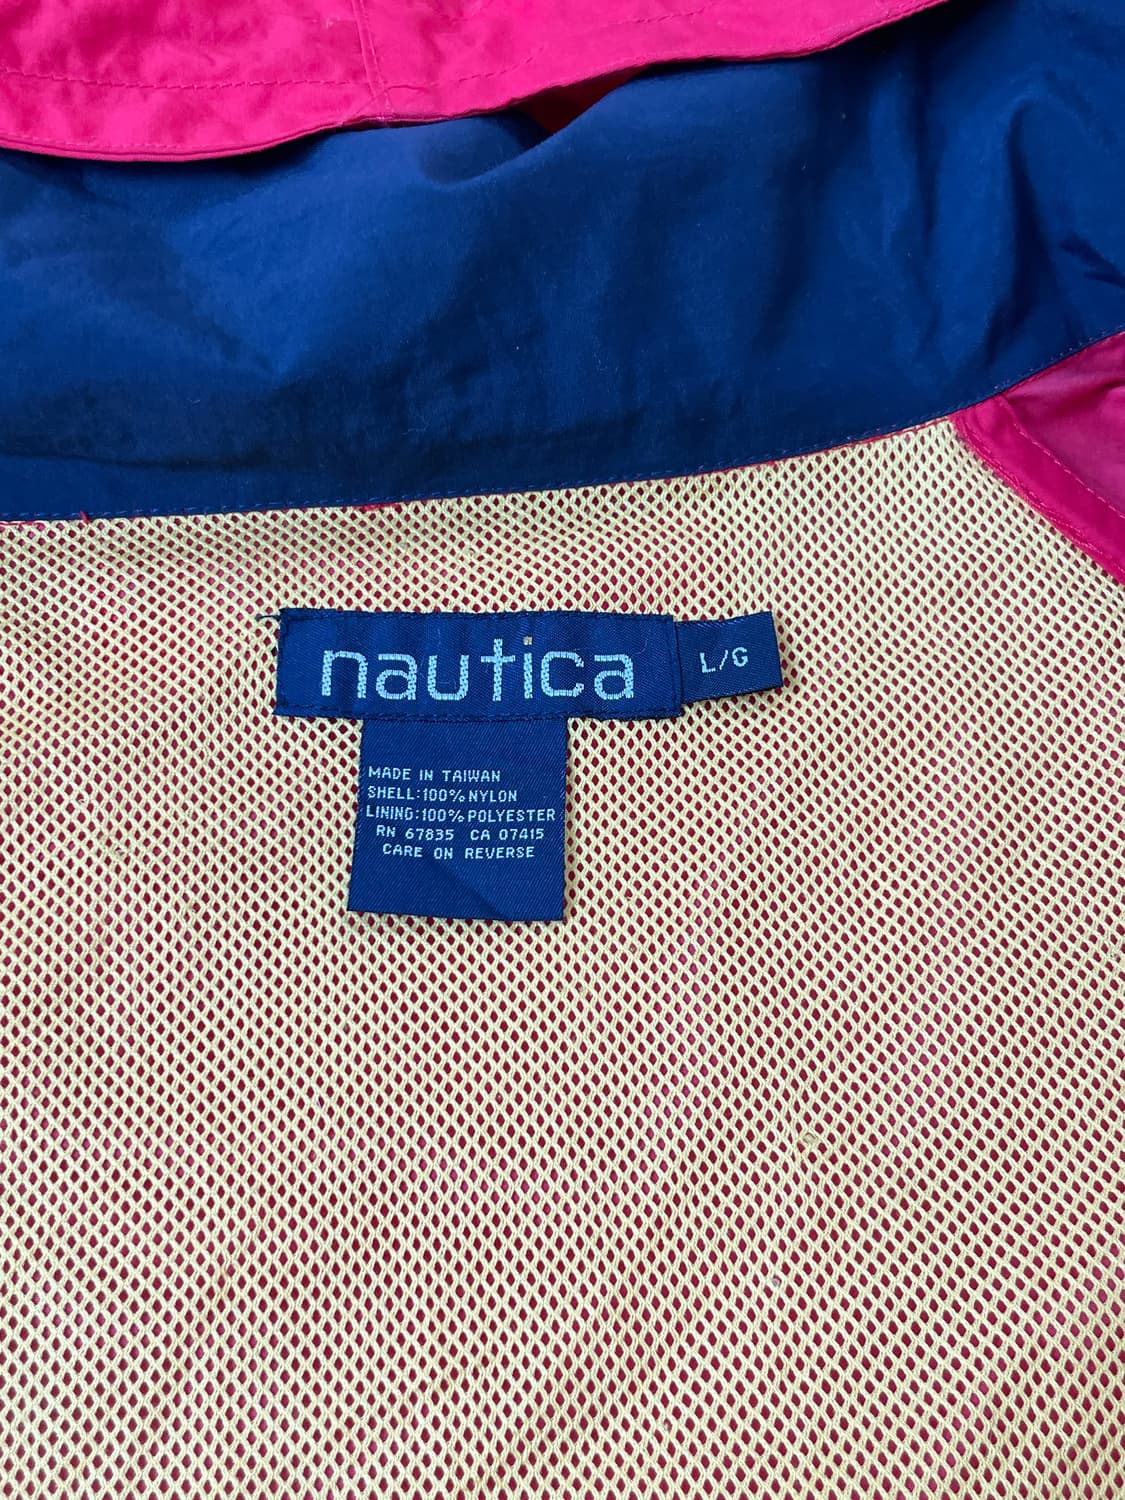 nautica
L/G
MADE IN TAIWAN
SHELL:100% NYLON
LINING:100% POLYESTER
RN 67835 CA 07415
CARE ON REVERSE